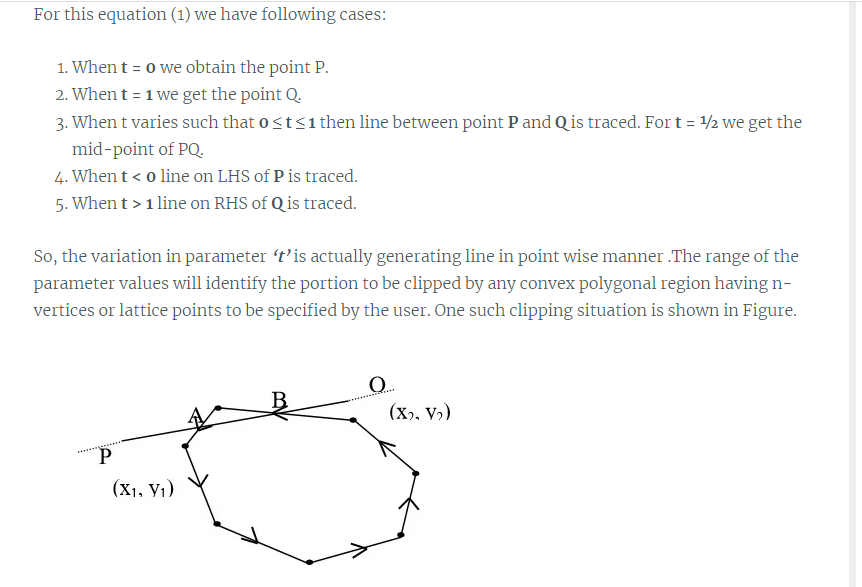 For this equation (1) we have following cases:
1. When t = 0 we obtain the point P.
2. When t = 1 we get the point Q.
3. When t varies such that 0 ≤ t ≤ 1 then line between point P and Q is traced. For t = ½ we get the
mid-point of PQ.
4. When t < 0 line on LHS of P is traced.
5. When t > 1 line on RHS of Q is traced.
So, the variation in parameter ‘t’ is actually generating line in point wise manner .The range of the
parameter values will identify the portion to be clipped by any convex polygonal region having n-
vertices or lattice points to be specified by the user. One such clipping situation is shown in Figure.
A
B
Q
(x₂, y₂)
P
(x₁, y₁)